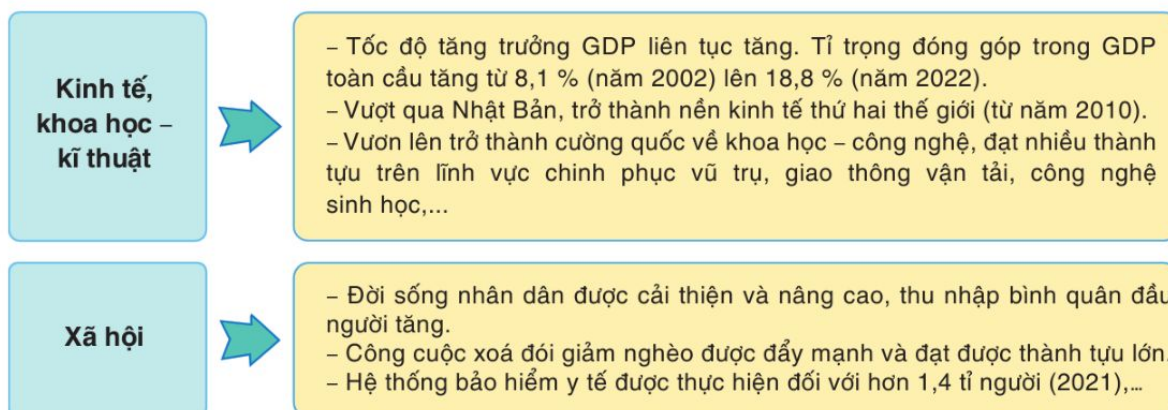 Kinh tế,
khoa học –
kĩ thuật
– Tốc độ tăng trưởng GDP liên tục tăng. Tỉ trọng đóng góp trong GDP
toàn cầu tăng từ 8,1 % (năm 2002) lên 18,8 % (năm 2022).
– Vượt qua Nhật Bản, trở thành nền kinh tế thứ hai thế giới (từ năm 2010).
– Vươn lên trở thành cường quốc về khoa học – công nghệ, đạt nhiều thành
tựu trên lĩnh vực chinh phục vũ trụ, giao thông vận tải, công nghệ
sinh học,...
Xã hội
– Đời sống nhân dân được cải thiện và nâng cao, thu nhập bình quân đầu
người tăng.
– Công cuộc xoá đói giảm nghèo được đẩy mạnh và đạt được thành tựu lớn.
– Hệ thống bảo hiểm y tế được thực hiện đối với hơn 1,4 tỉ người (2021),...